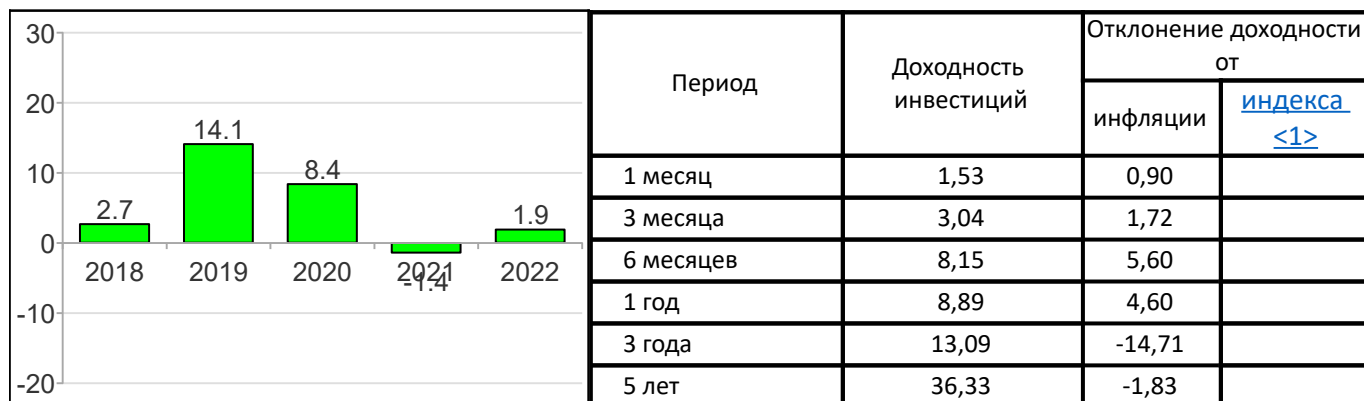 30
20
10
0
-10
-20
2.7
14.1
8.4
-1.4
1.9
2018 2019 2020 2021 2022
Период
Доходность
инвестиций
Отклонение доходности
от
инфляции
индекса
<1>
1 месяц 1,53 0,90
3 месяца 3,04 1,72
6 месяцев 8,15 5,60
1 год 8,89 4,60
3 года 13,09 -14,71
5 лет 36,33 -1,83